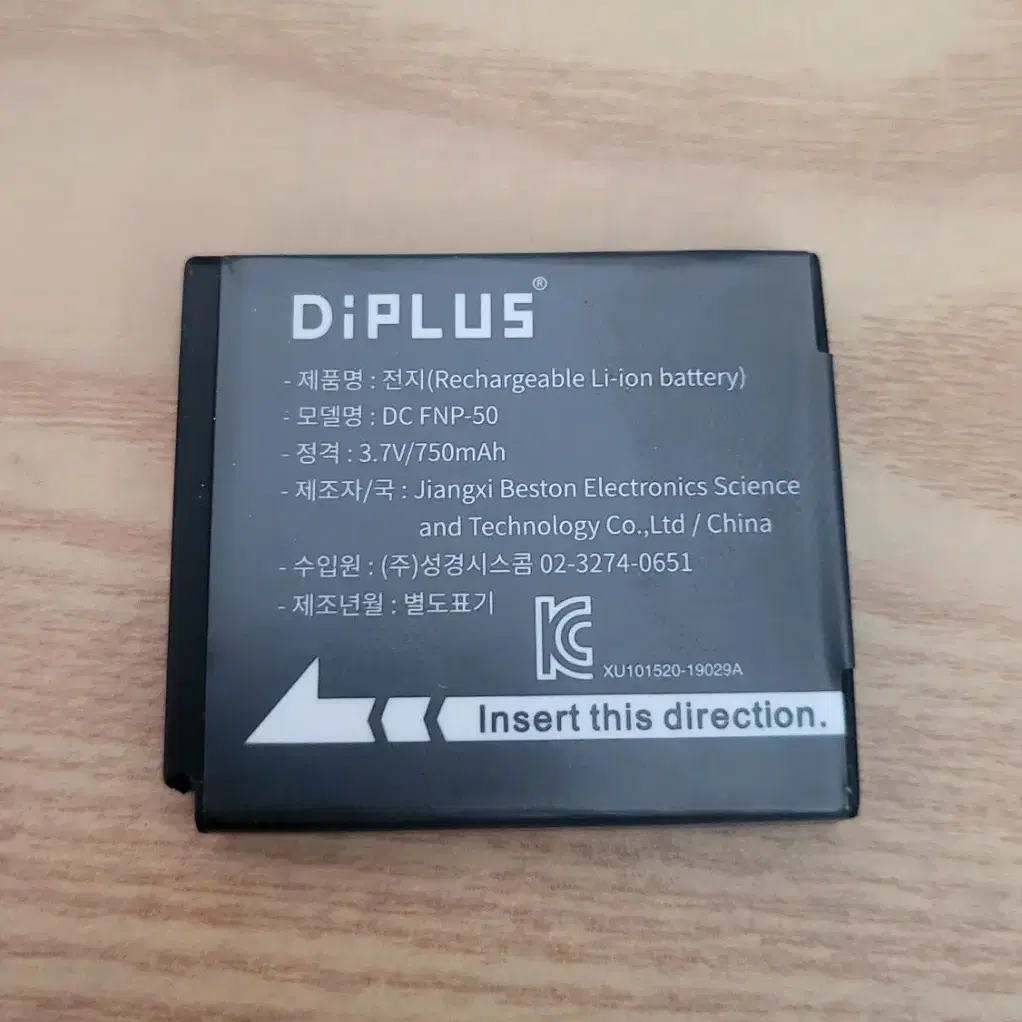 DiPLUS®
- 제품명 : 전지(Rechargeable Li-ion battery)
- 모델명 : DC FNP-50
- 정격 : 3.7V/750mAh
- 제조자/국 : Jiangxi Beston Electronics Science
and Technology Co.,Ltd / China
- 수입원 : (주)성경시스콤 02-3274-0651
- 제조년월 : 별도표기
KC
XU101520-19029A
Insert this direction.